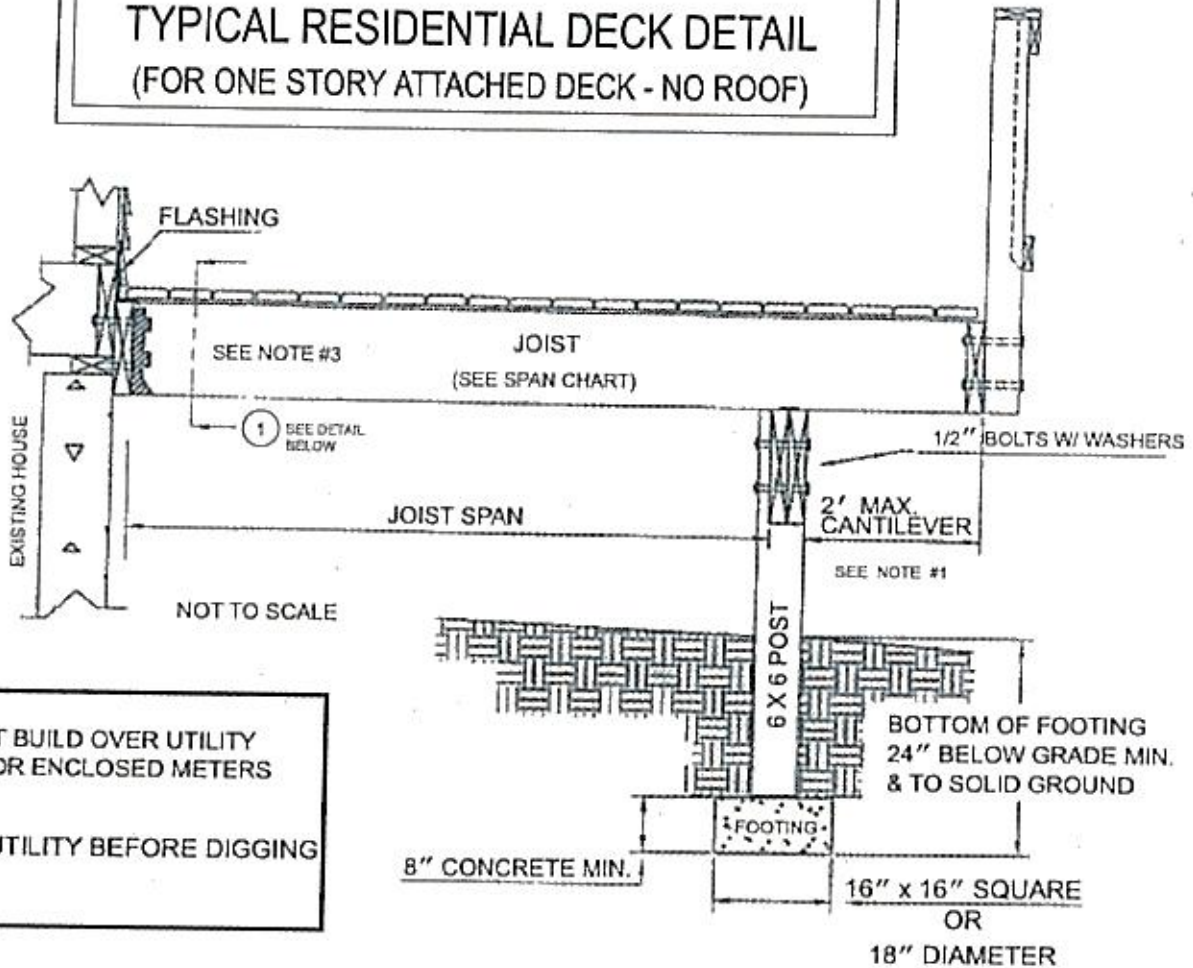 TYPICAL RESIDENTIAL DECK DETAIL
(FOR ONE STORY ATTACHED DECK - NO ROOF)
FLASHING
SEE NOTE #3
JOIST
(SEE SPAN CHART)
1 SEE DETAIL
BELOW
1/2" BOLTS W/ WASHERS
EXISTING HOUSE
JOIST SPAN
2' MAX.
CANTILEVER
SEE NOTE #1
NOT TO SCALE
6 X 6 POST
BUILD OVER UTILITY
OR ENCLOSED METERS
UTILITY BEFORE DIGGING
BOTTOM OF FOOTING
24" BELOW GRADE MIN.
& TO SOLID GROUND
FOOTING
8" CONCRETE MIN.
16" x 16" SQUARE
OR
18" DIAMETER